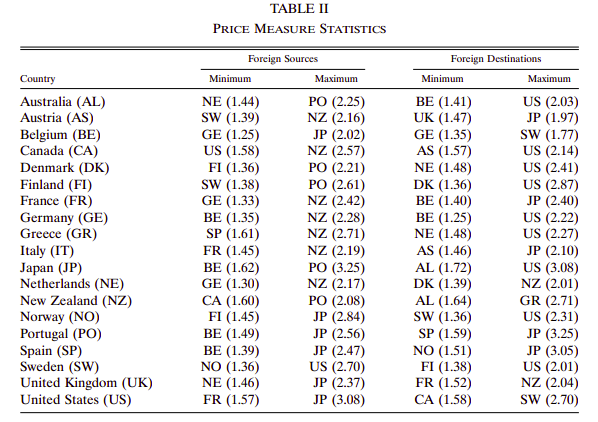 TABLE II
PRICE MEASURE STATISTICS
Foreign Sources Foreign Destinations
Country Minimum Maximum Minimum Maximum
Australia (AL) NE (1.44) PO (2.25) BE (1.41) US (2.03)
Austria (AS) SW (1.39) NZ (2.16) UK (1.47) JP (1.97)
Belgium (BE) GE (1.25) JP (2.02) GE (1.35) SW (1.77)
Canada (CA) US (1.58) NZ (2.57) AS (1.57) US (2.14)
Denmark (DK) FI (1.36) PO (2.21) NE (1.48) US (2.41)
Finland (FI) SW (1.38) PO (2.61) DK (1.36) US (2.87)
France (FR) GE (1.33) NZ (2.42) BE (1.40) JP (2.40)
Germany (GE) BE (1.35) NZ (2.28) BE (1.25) US (2.22)
Greece (GR) SP (1.61) NZ (2.71) NE (1.48) US (2.27)
Italy (IT) FR (1.45) NZ (2.19) AS (1.46) JP (2.10)
Japan (JP) BE (1.62) PO (3.25) AL (1.72) US (3.08)
Netherlands (NE) GE (1.30) NZ (2.17) DK (1.39) NZ (2.01)
New Zealand (NZ) CA (1.60) PO (2.08) AL (1.64) GR (2.71)
Norway (NO) FI (1.45) JP (2.84) SW (1.36) US (2.31)
Portugal (PO) BE (1.49) JP (2.56) SP (1.59) JP (3.25)
Spain (SP) BE (1.39) JP (2.47) NO (1.51) JP (3.05)
Sweden (SW) NO (1.36) US (2.70) FI (1.38) US (2.01)
United Kingdom (UK) NE (1.46) JP (2.37) FR (1.52) NZ (2.04)
United States (US) FR (1.57) JP (3.08) CA (1.58) SW (2.70)